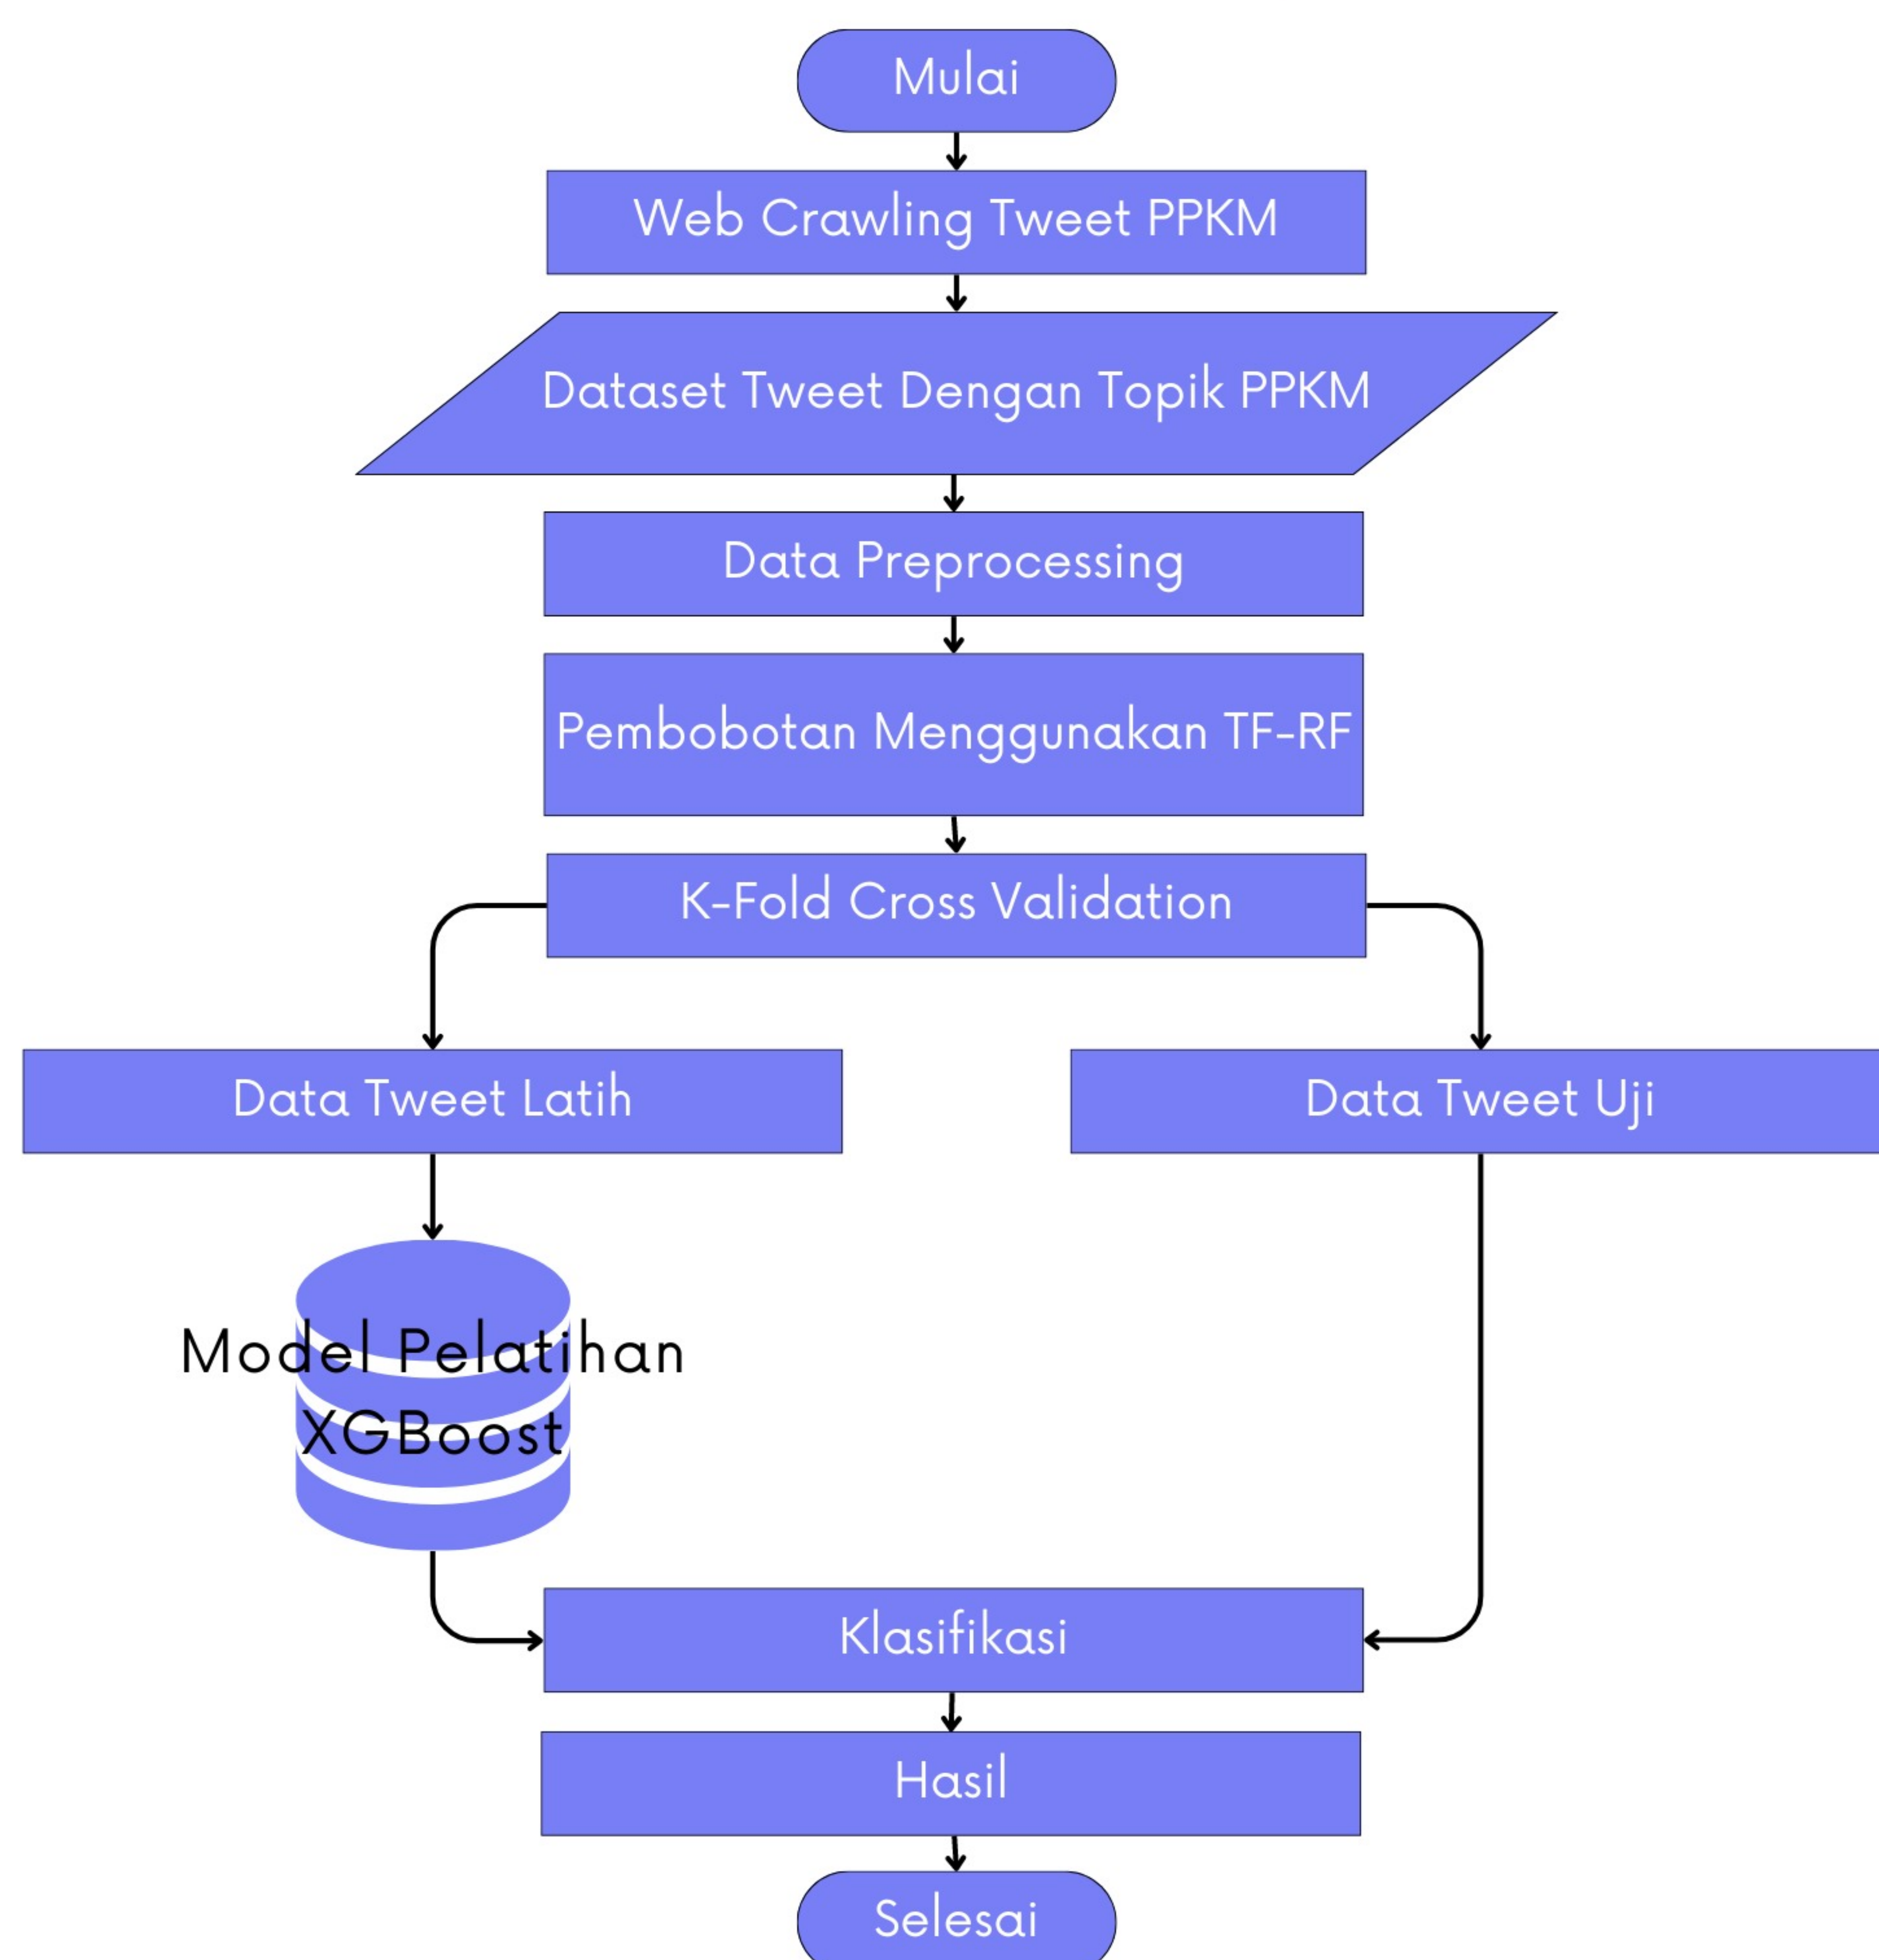 Mulai
Web Crawling Tweet PPKM
Dataset Tweet Dengan Topik PPKM
Data Preprocessing
Pembobotan Menggunakan TF-RF
K-Fold Cross Validation
Data Tweet Latih
Data Tweet Uji
Model Pelatihan
XGBoost
Klasifikasi
Hasil
Selesai